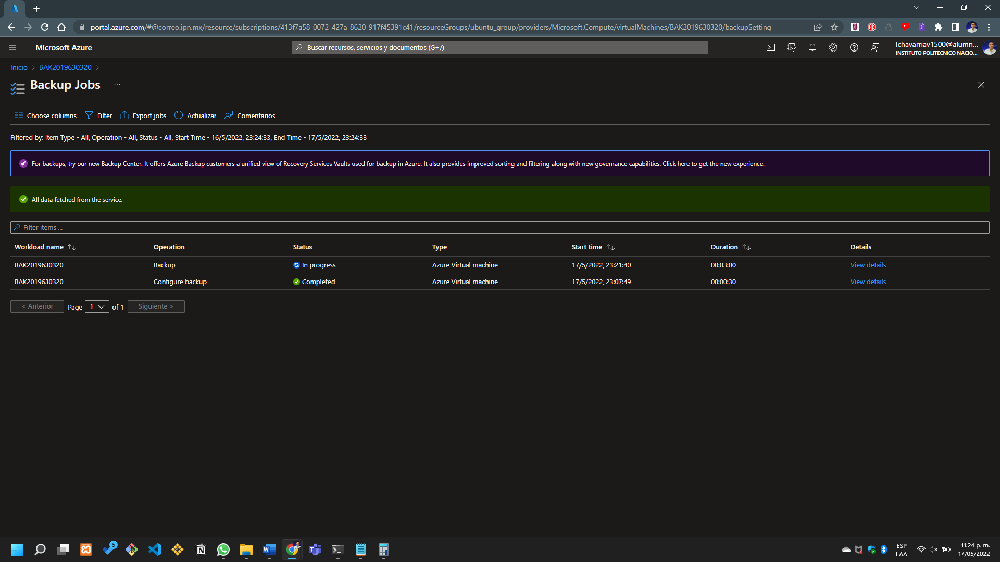 portal.azure.com/#@correo.ipn.mx/resource/subscriptions/413f7a58-0072-427a-8620-917f45391c41/resourceGroups/ubuntu_group/providers/Microsoft.Compute/virtualMachines/BAK2019630320/backupSetting
Microsoft Azure
Buscar recursos, servicios y documentos (G+/)
lchavarriav1500@alumn...
INSTITUTO POLITECNICO NACIO...
Inicio > BAK2019630320 >
Backup Jobs ...
Choose columns Filter Export jobs Actualizar Comentarios
Filtered by: Item Type - All, Operation - All, Status - All, Start Time - 16/5/2022, 23:24:33, End Time - 17/5/2022, 23:24:33
For backups, try our new Backup Center. It offers Azure Backup customers a unified view of Recovery Services Vaults used for backup in Azure. It also provides improved sorting and filtering along with new governance capabilities. Click here to get the new experience.
All data fetched from the service.
Filter items ...
Workload name Operation Status Type Start time Duration Details
BAK2019630320 Backup In progress Azure Virtual machine 17/5/2022, 23:21:40 00:03:00 View details
BAK2019630320 Configure backup Completed Azure Virtual machine 17/5/2022, 23:07:49 00:00:30 View details
< Anterior Page 1 of 1 Siguiente >
5
ESP
LAA
11:24 p. m.
17/05/2022